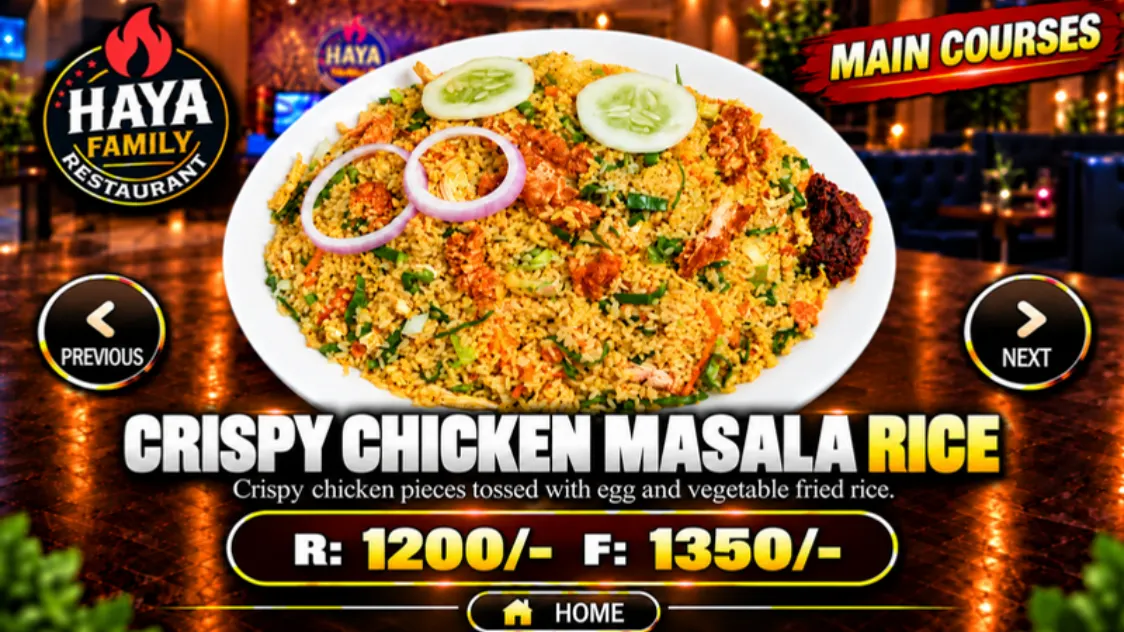 HAYA
FAMILY
RESTAURANT
HAYA
MAIN COURSES
PREVIOUS
NEXT
CRISPY CHICKEN MASALA RICE
Crispy chicken pieces tossed with egg and vegetable fried rice.
R: 1200/- F: 1350/-
HOME